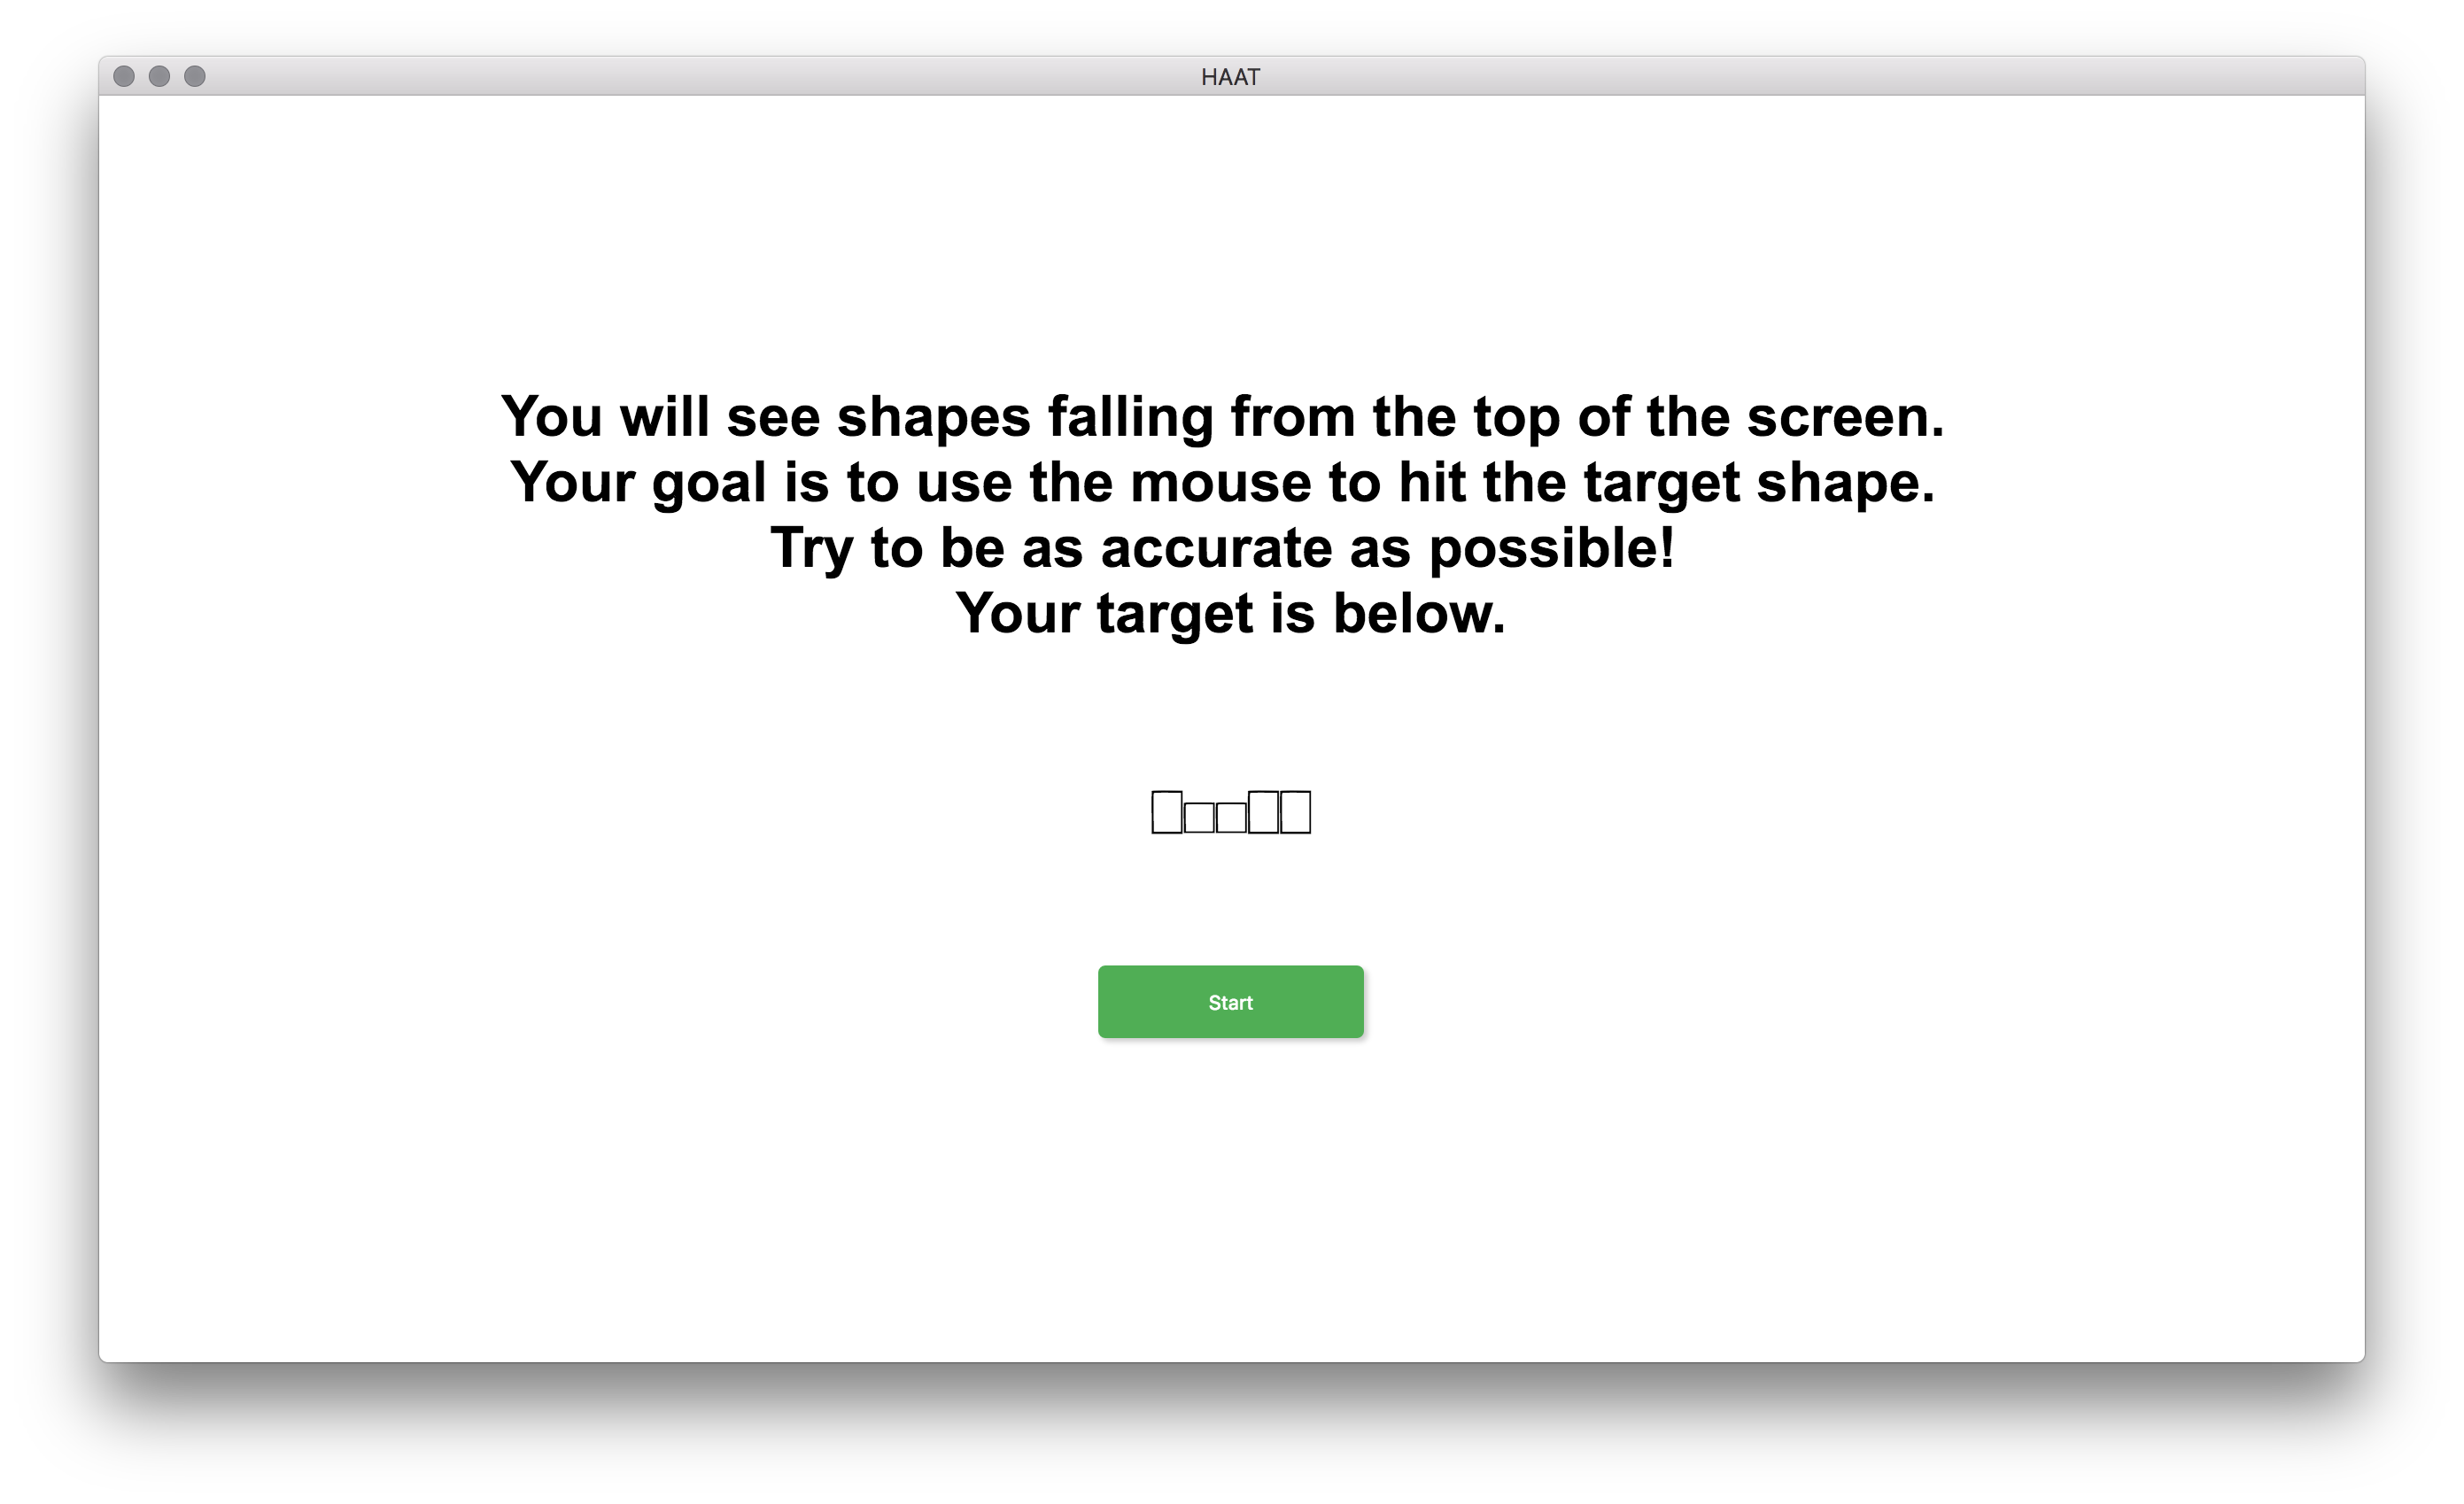 HAAT
You will see shapes falling from the top of the screen.
Your goal is to use the mouse to hit the target shape.
Try to be as accurate as possible!
Your target is below.
Start